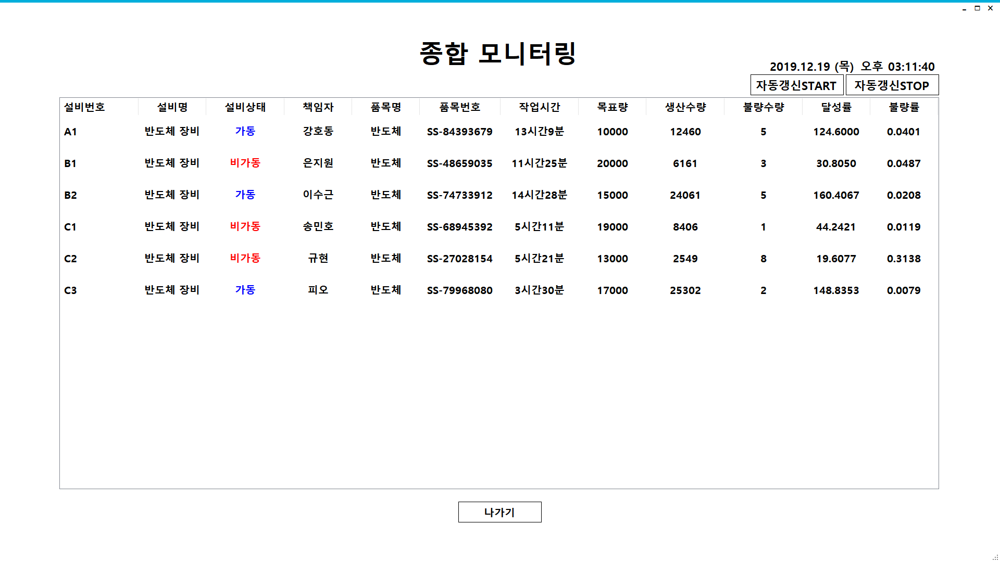 종합 모니터링
2019.12.19 (목) 오후 03:11:40
자동갱신START 자동갱신STOP
설비번호 설비명 설비상태 책임자 품목명 품목번호 작업시간 목표량 생산수량 불량수량 달성률 불량률
A1 반도체 장비 가동 강호동 반도체 SS-84393679 13시간9분 10000 12460 5 124.6000 0.0401
B1 반도체 장비 비가동 은지원 반도체 SS-48659035 11시간25분 20000 6161 3 30.8050 0.0487
B2 반도체 장비 가동 이수근 반도체 SS-74733912 14시간28분 15000 24061 5 160.4067 0.0208
C1 반도체 장비 비가동 송민호 반도체 SS-68945392 5시간11분 19000 8406 1 44.2421 0.0119
C2 반도체 장비 비가동 규현 반도체 SS-27028154 5시간21분 13000 2549 8 19.6077 0.3138
C3 반도체 장비 가동 피오 반도체 SS-79968080 3시간30분 17000 25302 2 148.8353 0.0079
나가기